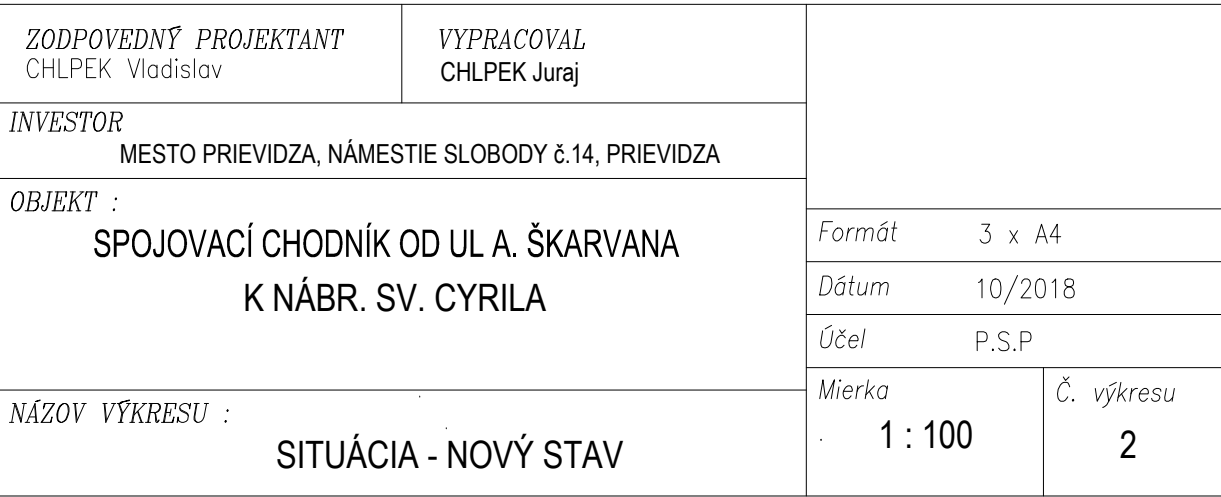 ZODPOVEDNÝ PROJEKTANT
CHLPEK Vladislav
VYPRACOVAL
CHLPEK Juraj
INVESTOR
MESTO PRIEVIDZA, NÁMESTIE SLOBODY č.14, PRIEVIDZA
OBJEKT :
SPOJOVACÍ CHODNÍK OD UL A. ŠKARVANA
K NÁBR. SV. CYRILA
NÁZOV VÝKRESU :
SITUÁCIA - NOVÝ STAV
Formát 3 x A4
Dátum 10/2018
Účel P.S.P
Mierka
1 : 100
Č. výkresu
2